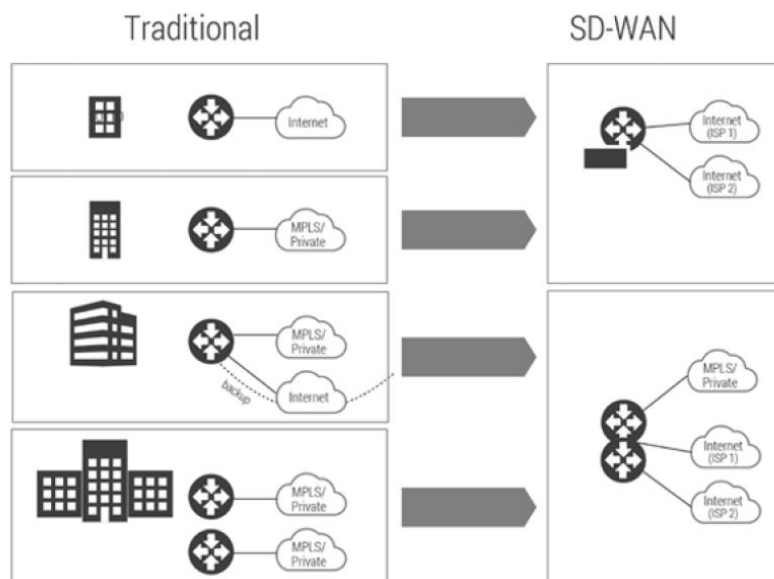 Traditional
SD-WAN
Internet
Internet
(ISP 1)
Internet
(ISP 2)
MPLS/
Private
MPLS/
Private
backup
Internet
MPLS/
Private
Internet
(ISP 1)
Internet
(ISP 2)
MPLS/
Private
MPLS/
Private